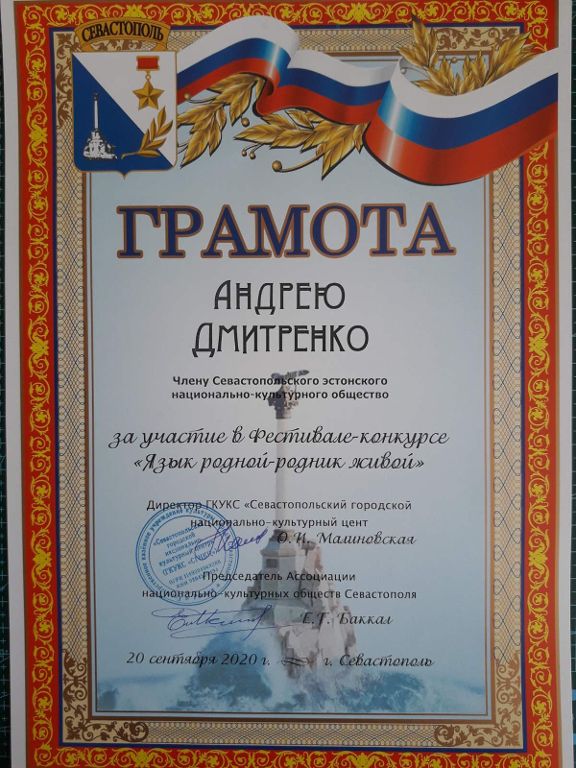 СЕВАСТОПОЛЬ
ГРАМОТА
АНДРЕЮ
ДМИТРЕНКО
Члену Севастопольского эстонского
национально-культурного общество
за участие в Фестивале-конкурсе
«Язык родной-родник живой»
Директор ГКУКС «Севастопольский городской
национально-культурный цент
О.И. Малиновская
Председатель Ассоциации
национально-культурных обществ Севастополя
Е.Г. Баккал
20 сентября 2020 г. г. Севастополь